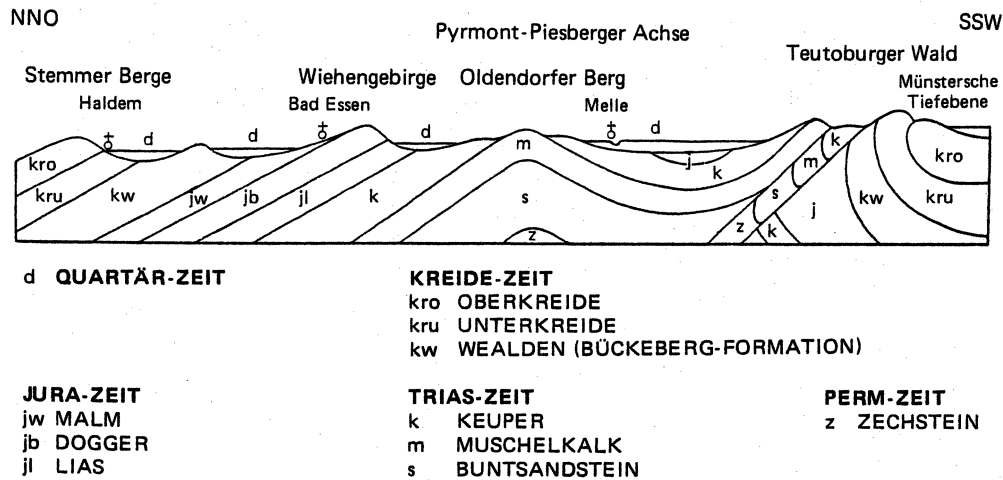 NNO
SSW
Pyrmont-Piesberger Achse
Teutoburger Wald
Stemmer Berge
Wiehengebirge
Oldendorfer Berg
Münstersche
Tiefebene
Haldem
Bad Essen
Melle
d
d
d
d
kro
kru
kw
jw
jb
jl
k
m
s
z
j
k
z
s
m
k
k
j
kw
kro
kru
d QUARTÄR-ZEIT
KREIDE-ZEIT
kro OBERKREIDE
kru UNTERKREIDE
kw WEALDEN (BÜCKEBERG-FORMATION)
JURA-ZEIT
jw MALM
jb DOGGER
jl LIAS
TRIAS-ZEIT
k KEUPER
m MUSCHELKALK
s BUNTSANDSTEIN
PERM-ZEIT
z ZECHSTEIN